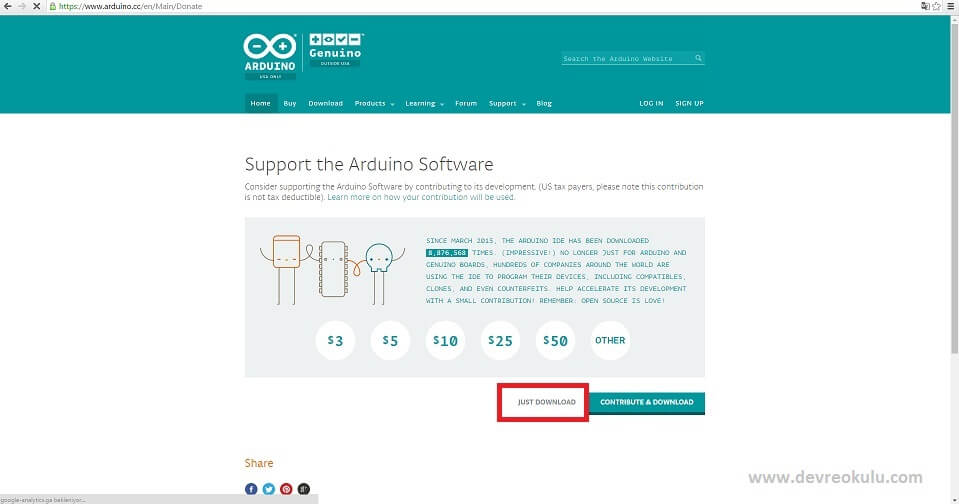 https://www.arduino.cc/en/Main/Donate
ARDUINO
USA ONLY
Genuino
OUTSIDE USA
Search the Arduino Website
Home Buy Download Products Learning Forum Support Blog LOG IN SIGN UP
Support the Arduino Software
Consider supporting the Arduino Software by contributing to its development. (US tax payers, please note this contribution
is not tax deductible). Learn more on how your contribution will be used.
SINCE MARCH 2015, THE ARDUINO IDE HAS BEEN DOWNLOADED
8,876,568 TIMES. (IMPRESSIVE!) NO LONGER JUST FOR ARDUINO AND
GENUINO BOARDS, HUNDREDS OF COMPANIES AROUND THE WORLD ARE
USING THE IDE TO PROGRAM THEIR DEVICES, INCLUDING COMPATIBLES,
CLONES, AND EVEN COUNTERFEITS. HELP ACCELERATE ITS DEVELOPMENT
WITH A SMALL CONTRIBUTION! REMEMBER: OPEN SOURCE IS LOVE!
$3 $5 $10 $25 $50 OTHER
JUST DOWNLOAD CONTRIBUTE & DOWNLOAD
Share
www.devreokulu.com
google-analytics.ga bekleniyor...